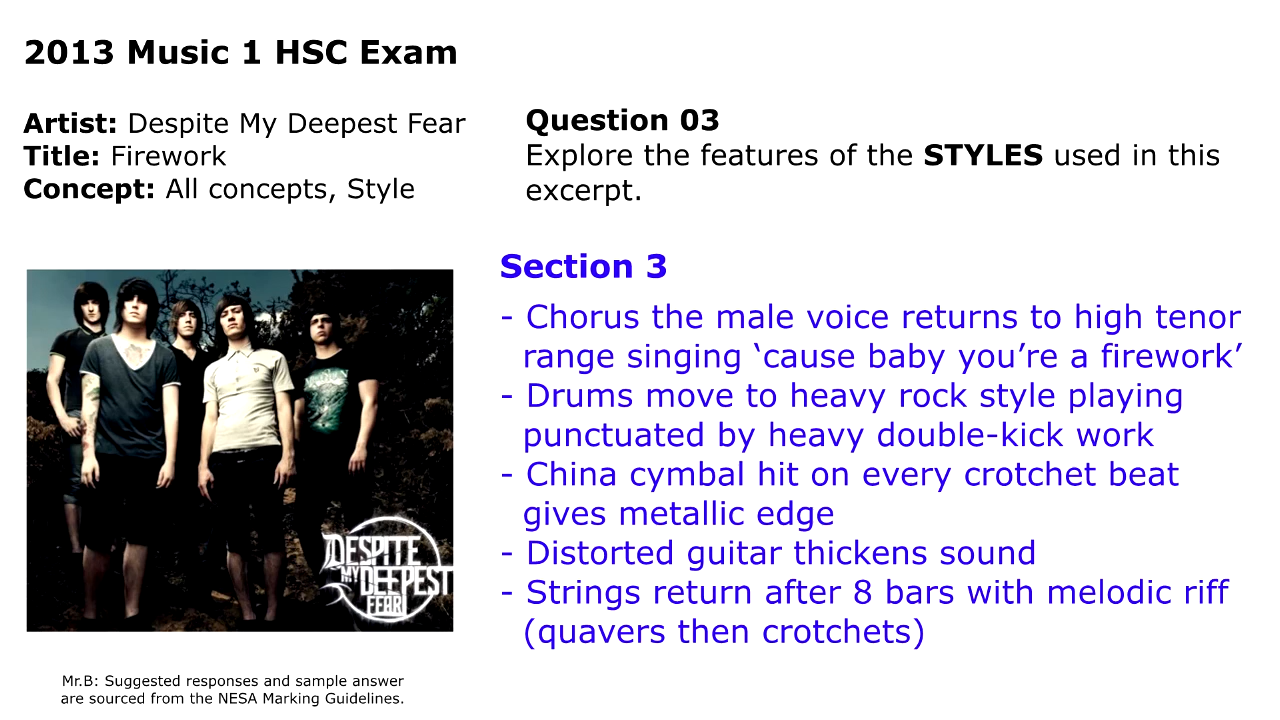 2013 Music 1 HSC Exam
Artist: Despite My Deepest Fear
Title: Firework
Concept: All concepts, Style
Question 03
Explore the features of the STYLES used in this
excerpt.
Section 3
- Chorus the male voice returns to high tenor
range singing ‘cause baby you’re a firework’
- Drums move to heavy rock style playing
punctuated by heavy double-kick work
- China cymbal hit on every crotchet beat
gives metallic edge
- Distorted guitar thickens sound
- Strings return after 8 bars with melodic riff
(quavers then crotchets)
DESPITE
MY DEEPEST
FEAR
Mr.B: Suggested responses and sample answer
are sourced from the NESA Marking Guidelines.